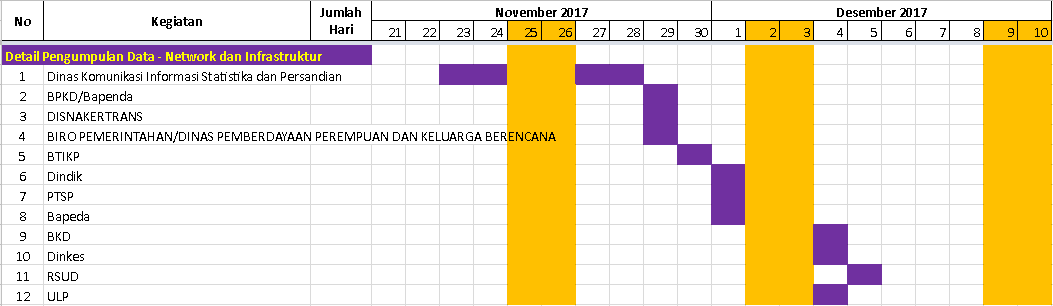 No Kegiatan Jumlah Hari November 2017 Desember 2017
21 22 23 24 25 26 27 28 29 30 1 2 3 4 5 6 7 8 9 10
Detail Pengumpulan Data - Network dan Infrastruktur
1 Dinas Komunikasi Informasi Statistika dan Persandian
2 BPKD/Bapenda
3 DISNAKERTRANS
4 BIRO PEMERINTAHAN/DINAS PEMBERDAYAAN PEREMPUAN DAN KELUARGA BERENCANA
5 BTIKP
6 Dindik
7 PTSP
8 Bapeda
9 BKD
10 Dinkes
11 RSUD
12 ULP